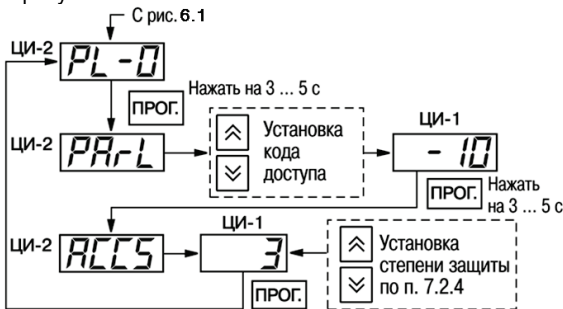 С рис. 6.1
ЦИ-2 PL-0
ПРОГ. Нажать на 3 ... 5 с
ЦИ-2 PArL
Установка
кода
доступа
ЦИ-1
- 10
ПРОГ. Нажать
на 3 ... 5 с
ЦИ-1
ЦИ-2 ACCS 3
Установка
степени защиты
по п. 7.2.4
ПРОГ.